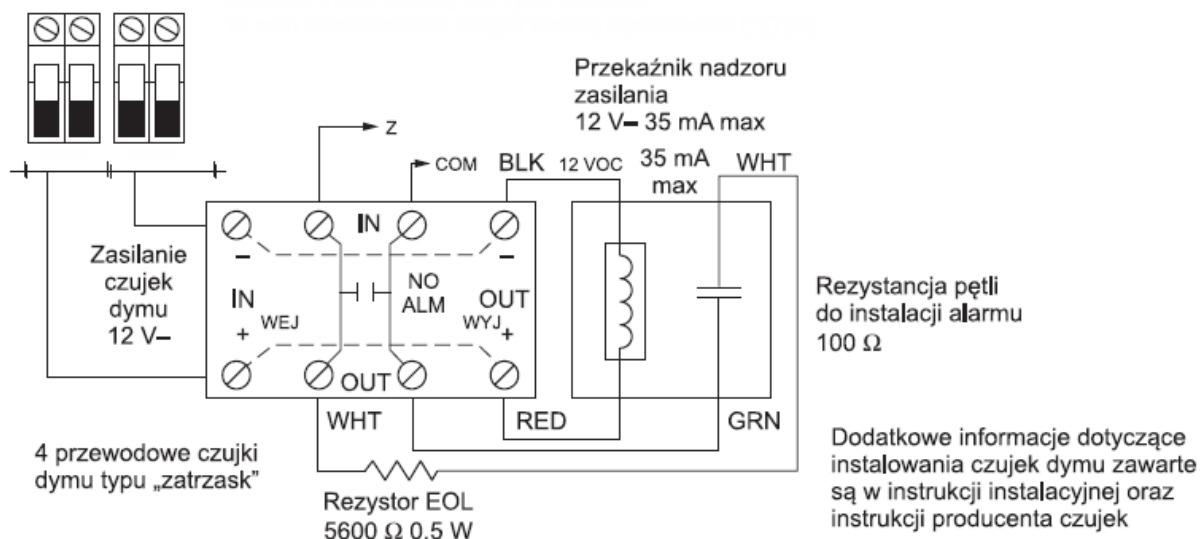 Przekaźnik nadzoru
zasilania
12 V– 35 mA max
Z
COM
BLK
12 VOC
35 mA
max
WHT
IN
–
–
Zasilanie
czujek
dymu
12 V–
NO
ALM
IN
OUT
+
WEJ
WYJ
+
Rezystancja pętli
do instalacji alarmu
100 Ω
OUT
WHT
RED
GRN
4 przewodowe czujki
dymu typu „zatrzask”
Rezystor EOL
5600 Ω 0.5 W
Dodatkowe informacje dotyczące
instalowania czujek dymu zawarte
są w instrukcji instalacyjnej oraz
instrukcji producenta czujek